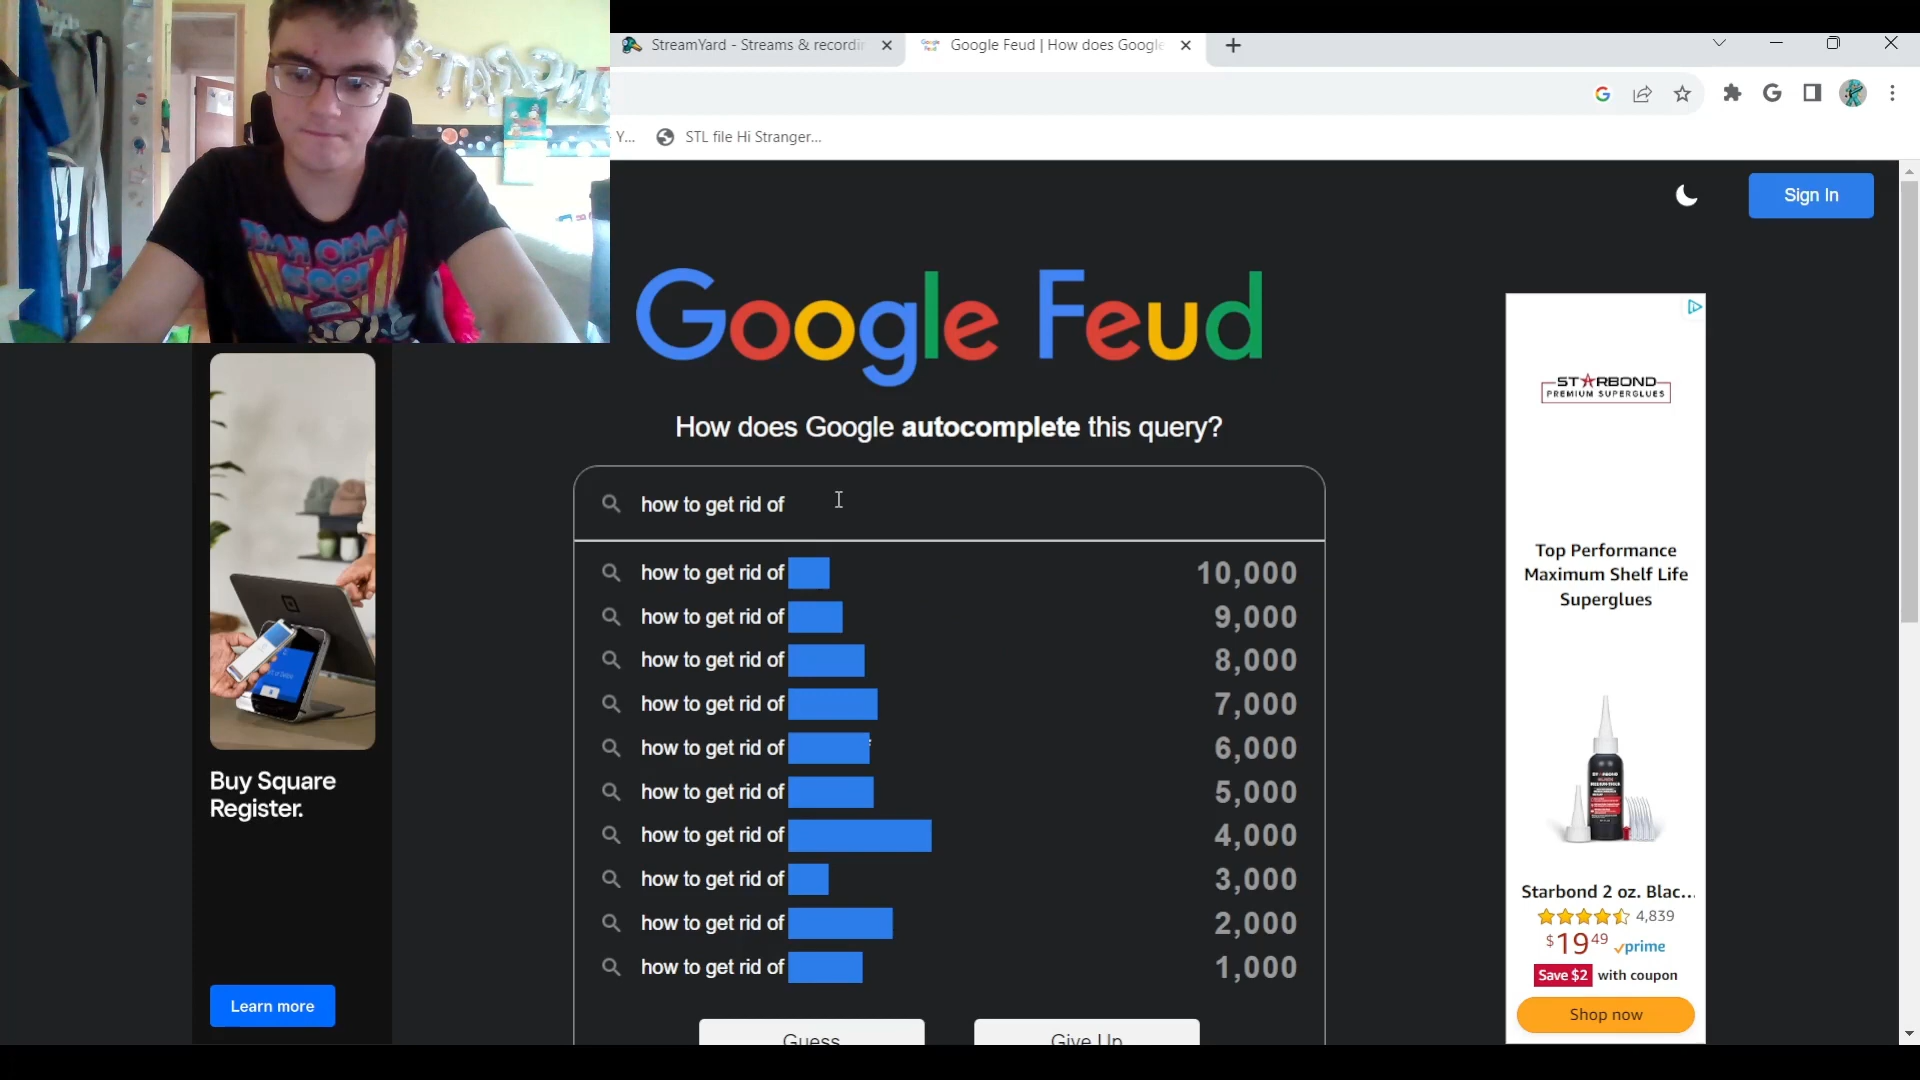 StreamYard - Streams & recordin
Google Feud | How does Google
Y...
STL file Hi Stranger...
Sign In
Google Feud
How does Google autocomplete this query?
how to get rid of
how to get rid of 10,000
how to get rid of 9,000
how to get rid of 8,000
how to get rid of 7,000
how to get rid of 6,000
how to get rid of 5,000
how to get rid of 4,000
how to get rid of 3,000
how to get rid of 2,000
how to get rid of 1,000
Guess
Give Up
Buy Square
Register.
Learn more
STARBOND
PREMIUM SUPERGLUES
Top Performance
Maximum Shelf Life
Superglues
Starbond 2 oz. Blac...
4,839
$19 49 prime
Save $2 with coupon
Shop now